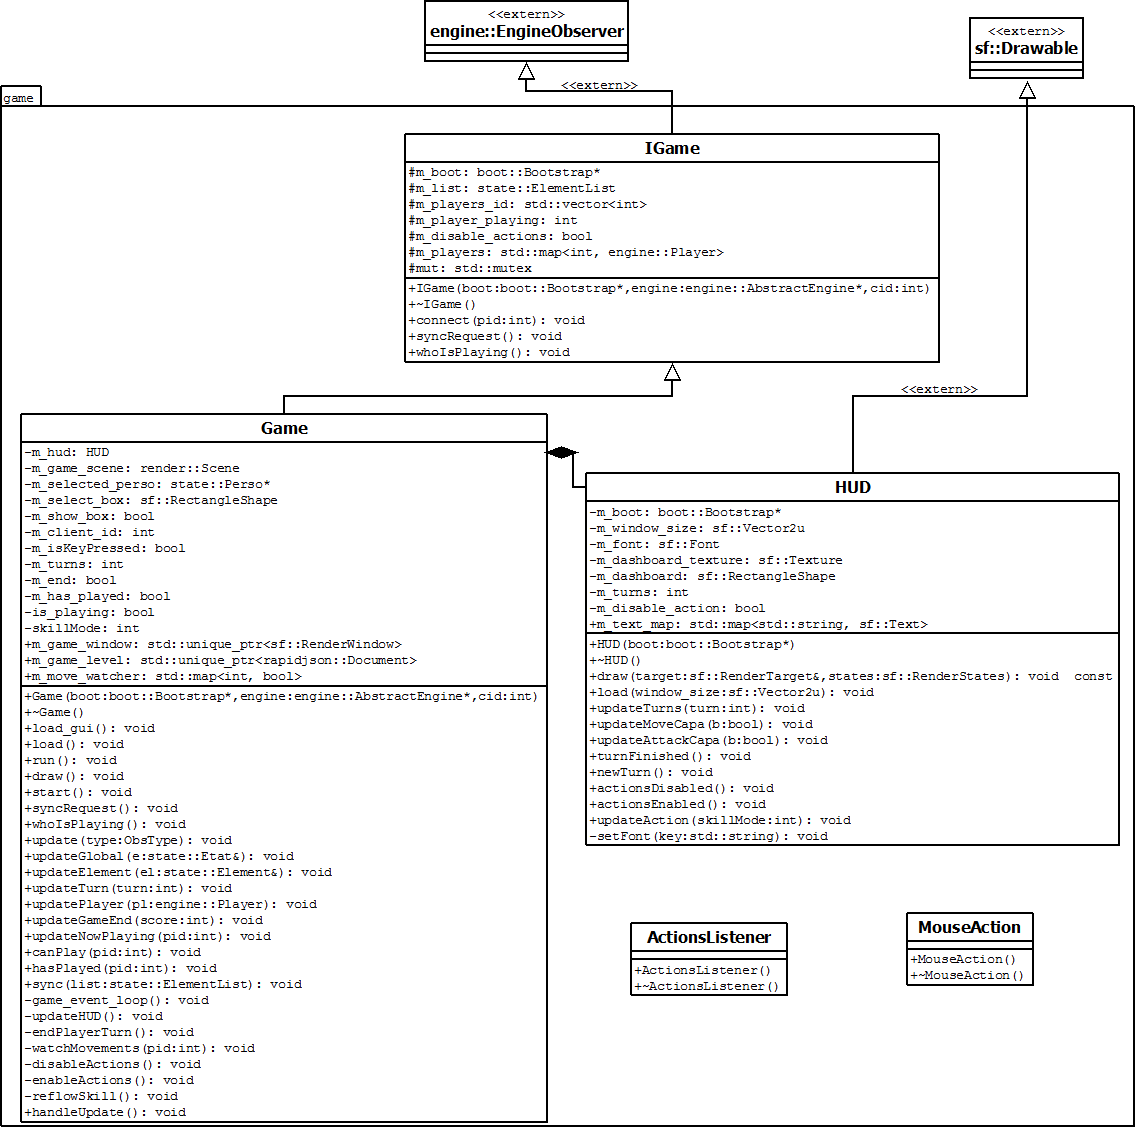 <<extern>>
engine::EngineObserver
<<extern>>
sf::Drawable
<<extern>>
game
IGame
#m_boot: boot::Bootstrap*
#m_list: state::ElementList
#m_players_id: std::vector<int>
#m_player_playing: int
#m_disable_actions: bool
#m_players: std::map<int, engine::Player>
#mut: std::mutex
+IGame(boot:boot::Bootstrap*,engine:engine::AbstractEngine*,cid:int)
+~IGame()
+connect(pid:int): void
+syncRequest(): void
+whoIsPlaying(): void
<<extern>>
Game
-m_hud: HUD
-m_game_scene: render::Scene
-m_selected_perso: state::Perso*
-m_select_box: sf::RectangleShape
-m_show_box: bool
-m_client_id: int
-m_isKeyPressed: bool
-m_turns: int
-m_end: bool
-m_has_played: bool
-is_playing: bool
-skillMode: int
+m_game_window: std::unique_ptr<sf::RenderWindow>
+m_game_level: std::unique_ptr<rapidjson::Document>
+m_move_watcher: std::map<int, bool>
+Game(boot:boot::Bootstrap*,engine:engine::AbstractEngine*,cid:int)
+~Game()
+load_gui(): void
+load(): void
+run(): void
+draw(): void
+start(): void
+syncRequest(): void
+whoIsPlaying(): void
+update(type:ObsType): void
+updateGlobal(e:state::Etat&): void
+updateElement(el:state::Element&): void
+updateTurn(turn:int): void
+updatePlayer(pl:engine::Player): void
+updateGameEnd(score:int): void
+updateNowPlaying(pid:int): void
+canPlay(pid:int): void
+hasPlayed(pid:int): void
+sync(list:state::ElementList): void
-game_event_loop(): void
-updateHUD(): void
-endPlayerTurn(): void
-watchMovements(pid:int): void
-disableActions(): void
-enableActions(): void
-reflowSkill(): void
+handleUpdate(): void
HUD
-m_boot: boot::Bootstrap*
-m_window_size: sf::Vector2u
-m_font: sf::Font
-m_dashboard_texture: sf::Texture
-m_dashboard: sf::RectangleShape
-m_turns: int
-m_disable_action: bool
+m_text_map: std::map<std::string, sf::Text>
+HUD(boot:boot::Bootstrap*)
+~HUD()
+draw(target:sf::RenderTarget&,states:sf::RenderStates): void const
+load(window_size:sf::Vector2u): void
+updateTurns(turn:int): void
+updateMoveCapa(b:bool): void
+updateAttackCapa(b:bool): void
+turnFinished(): void
+newTurn(): void
+actionsDisabled(): void
+actionsEnabled(): void
+updateAction(skillMode:int): void
-setFont(key:std::string): void
ActionsListener
+ActionsListener()
+~ActionsListener()
MouseAction
+MouseAction()
+~MouseAction()